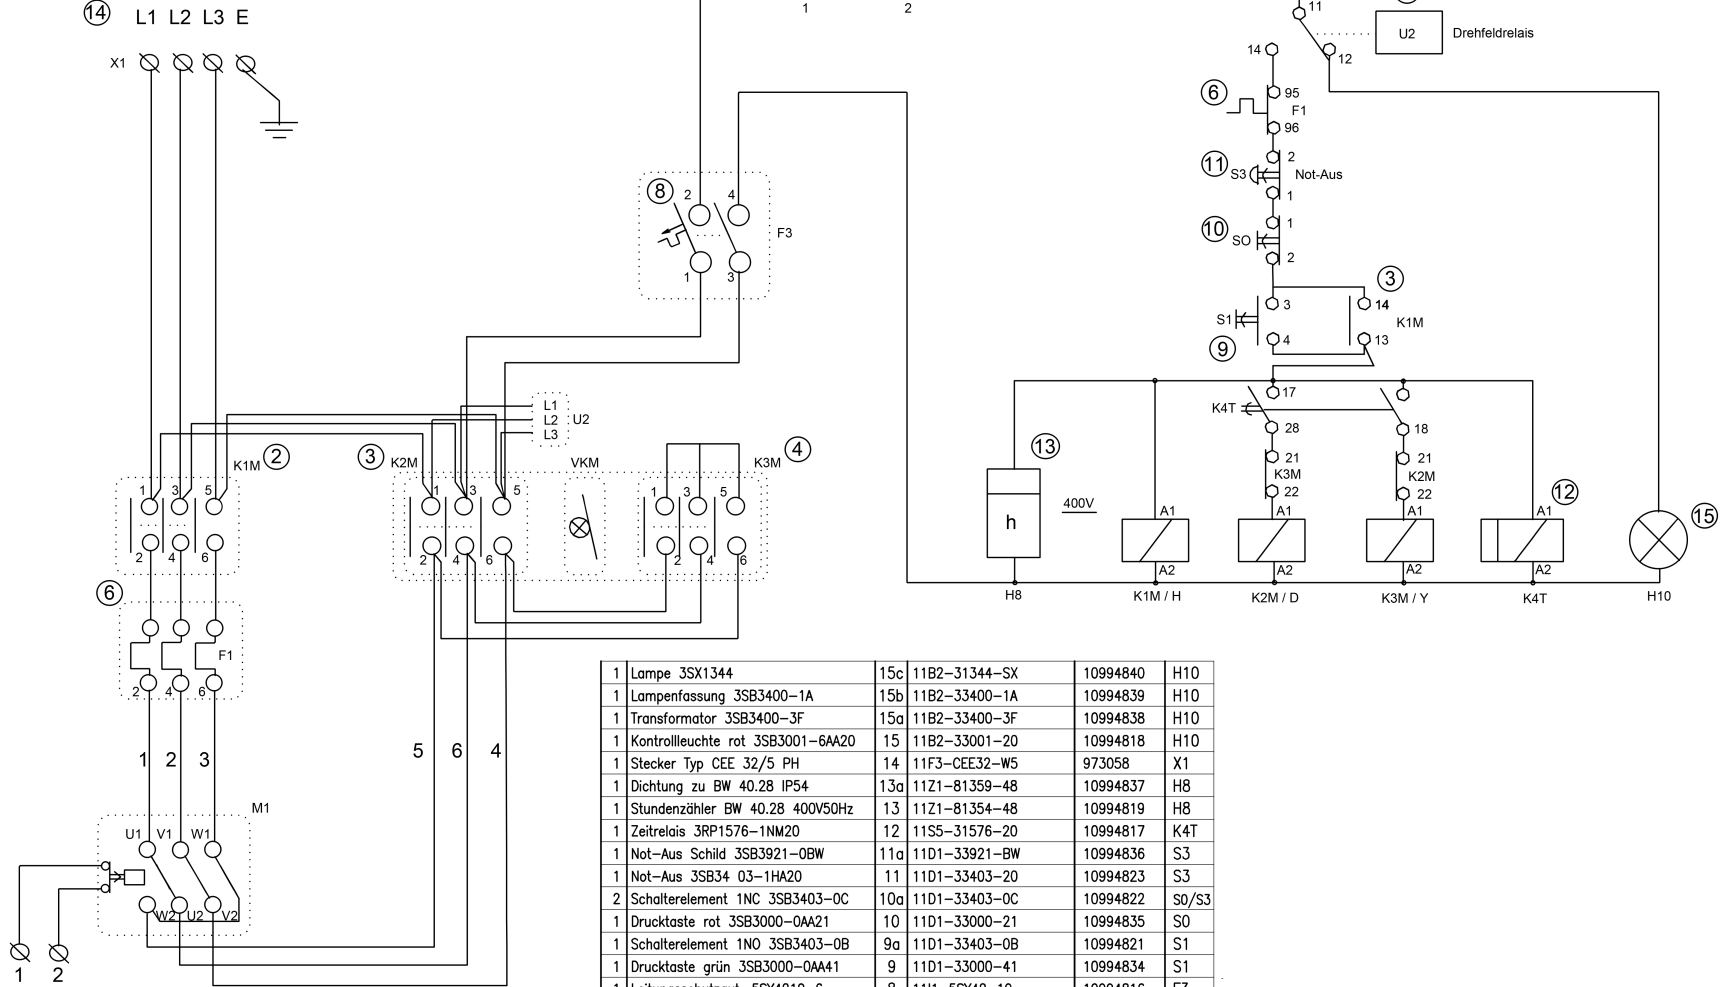 14 L1 L2 L3 E
X1
1 2
11
U2 Drehfeldrelais
14
12
6 95
F1
96
11 2
S3 Not-Aus
1
10 1
SO
2
3
3 14
S1 K1M
4 13
9
8 2 4
F3
1 3
L1
L2 U2
L3
17
K4T
28 18
21 21
K3M K2M
22 22
2 3 4
K1M K2M VKM K3M
1 3 5 1 3 5 1 3 5
2 4 6 2 4 6 2 4 6
13
400V
h
12
15
A1 A1 A1 A1
A2 A2 A2 A2
H8 K1M / H K2M / D K3M / Y K4T H10
6
F1
2 4 6
1 2 3 5 6 4
M1
U1 V1 W1
W2 U2 V2
1 2
1 Lampe 3SX1344 15c 11B2-31344-SX 10994840 H10
1 Lampenfassung 3SB3400-1A 15b 11B2-33400-1A 10994839 H10
1 Transformator 3SB3400-3F 15a 11B2-33400-3F 10994838 H10
1 Kontrollleuchte rot 3SB3001-6AA20 15 11B2-33001-20 10994818 H10
1 Stecker Typ CEE 32/5 PH 14 11F3-CEE32-W5 973058 X1
1 Dichtung zu BW 40.28 IP54 13a 11Z1-81359-48 10994837 H8
1 Stundenzähler BW 40.28 400V50Hz 13 11Z1-81354-48 10994819 H8
1 Zeitrelais 3RP1576-1NM20 12 11S5-31576-20 10994817 K4T
1 Not-Aus Schild 3SB3921-0BW 11a 11D1-33921-BW 10994836 S3
1 Not-Aus 3SB34 03-1HA20 11 11D1-33403-20 10994823 S3
2 Schalterelement 1NC 3SB3403-0C 10a 11D1-33403-0C 10994822 S0/S3
1 Drucktaste rot 3SB3000-0AA21 10 11D1-33000-21 10994835 S0
1 Schalterelement 1NO 3SB3403-0B 9a 11D1-33403-0B 10994821 S1
1 Drucktaste grün 3SB3000-0AA41 9 11D1-33000-41 10994834 S1